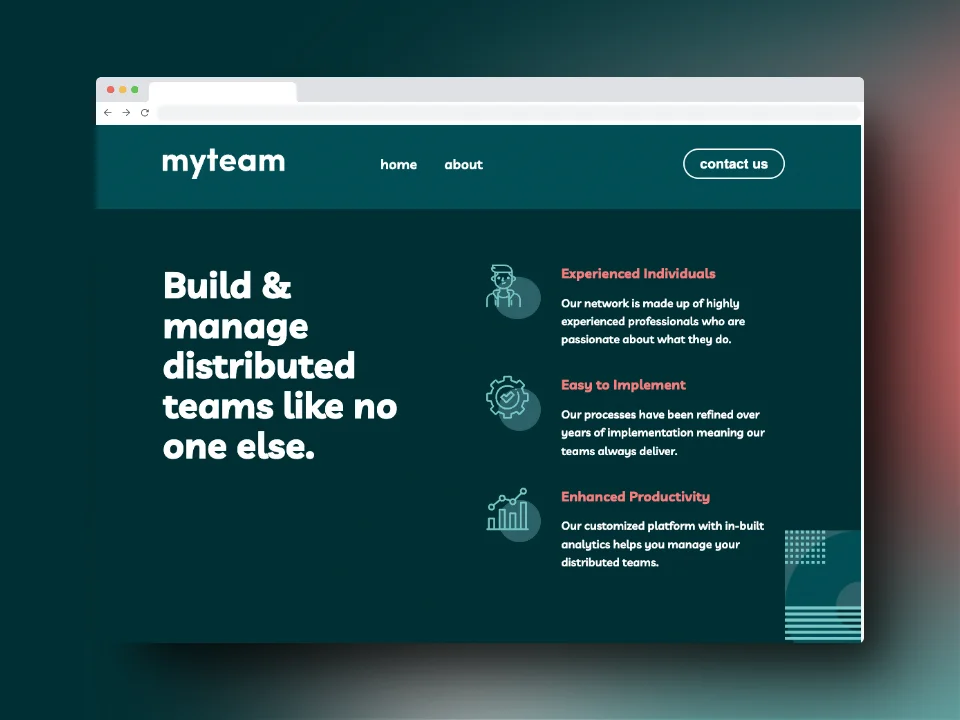 myteam
home
about
contact us
Build &
manage
distributed
teams like no
one else.
Experienced Individuals
Our network is made up of highly
experienced professionals who are
passionate about what they do.
Easy to Implement
Our processes have been refined over
years of implementation meaning our
teams always deliver.
Enhanced Productivity
Our customized platform with in-built
analytics helps you manage your
distributed teams.